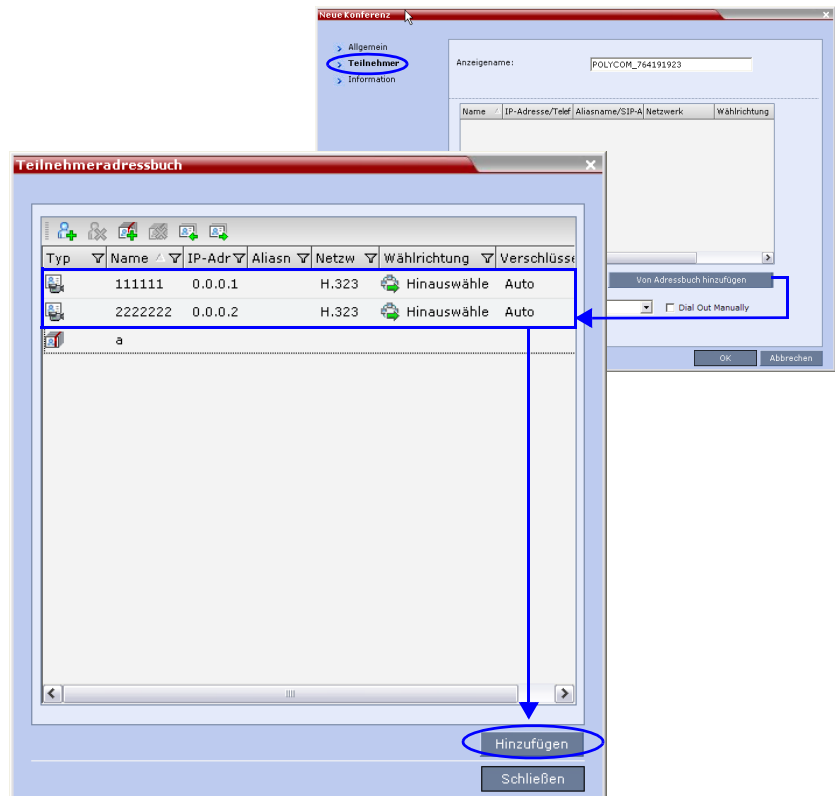 Neue Konferenz
Allgemein
Teilnehmer
Information
Anzeigename: POLYCOM_764191923
Name IP-Adresse/Telef Aliasname/SIP-A Netzwerk Wählrichtung
Von Adressbuch hinzufügen
Dial Out Manually
OK Abbrechen
Teilnehmeradressbuch
Typ Name IP-Adr Aliasn Netzw Wählrichtung Verschlüsse
111111 0.0.0.1 H.323 Hinauswähle Auto
2222222 0.0.0.2 H.323 Hinauswähle Auto
a
Hinzufügen
Schließen